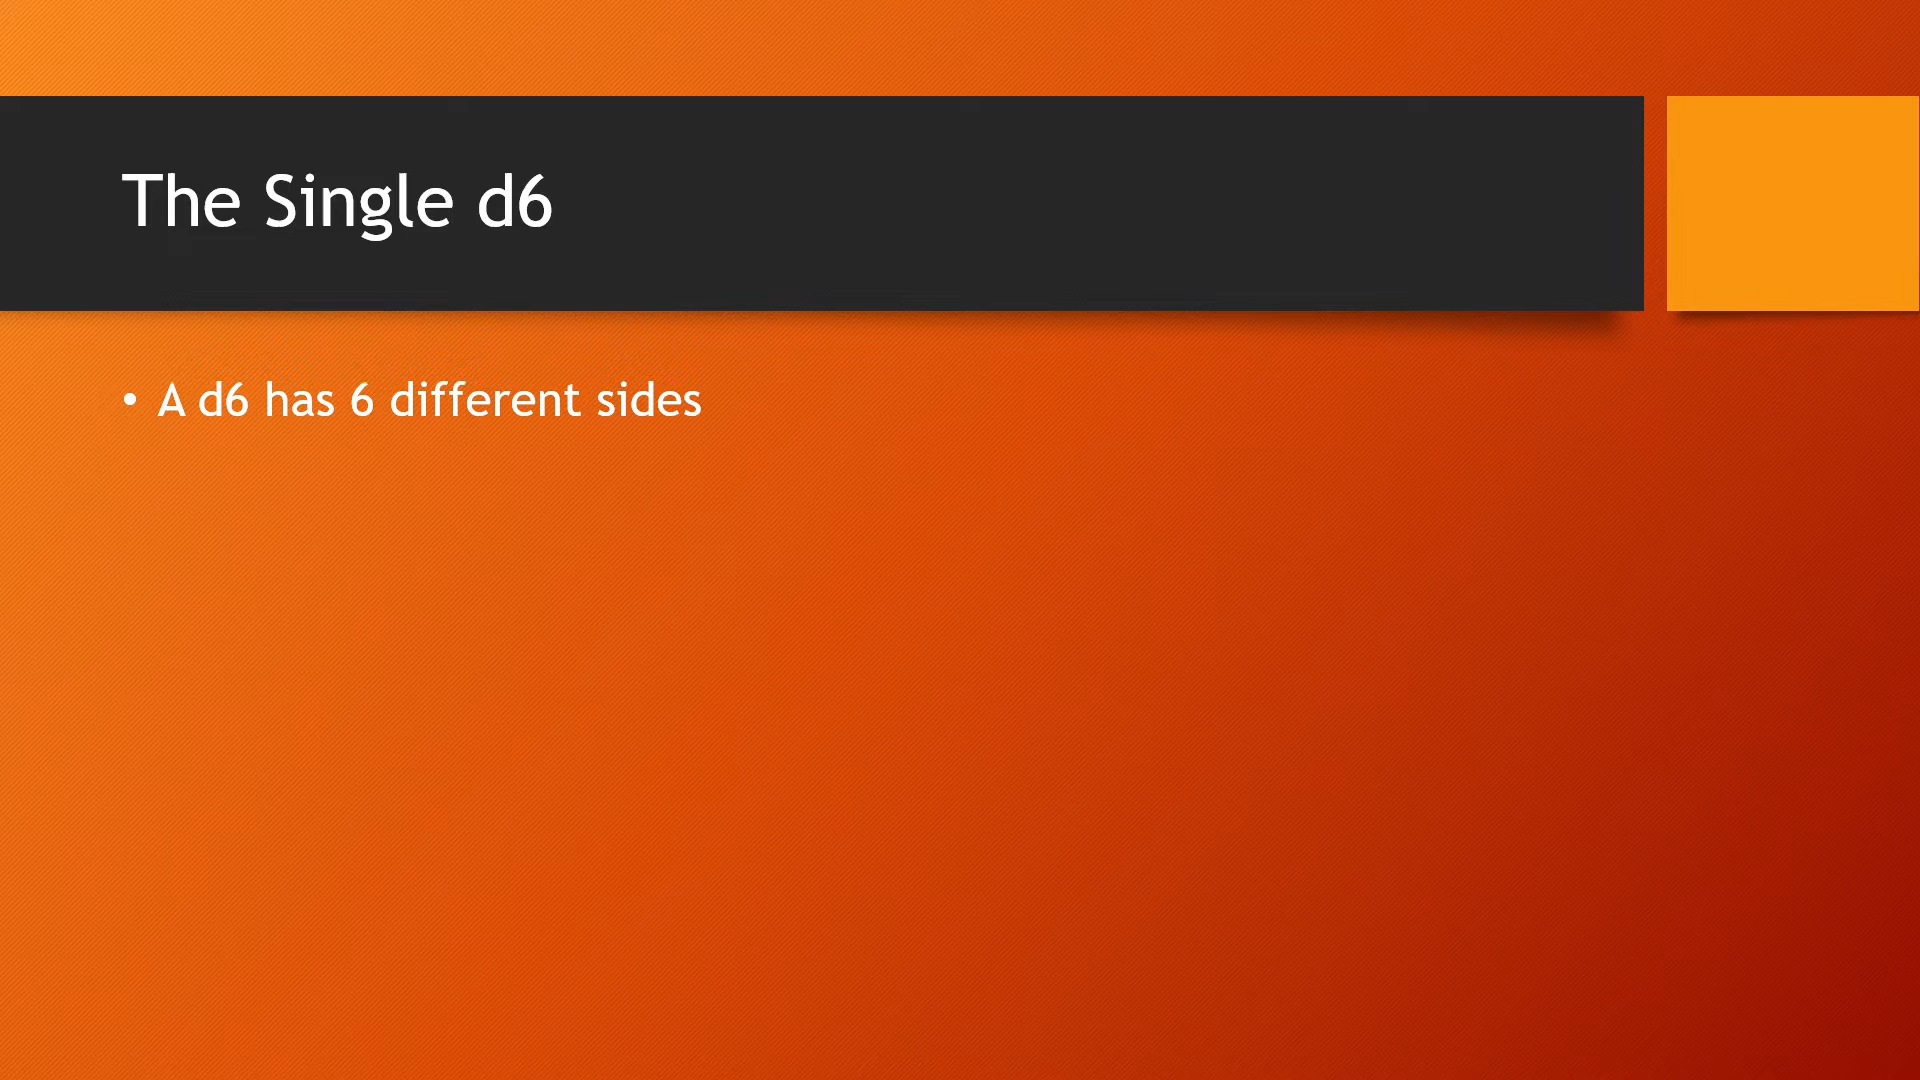 The Single d6
• A d6 has 6 different sides